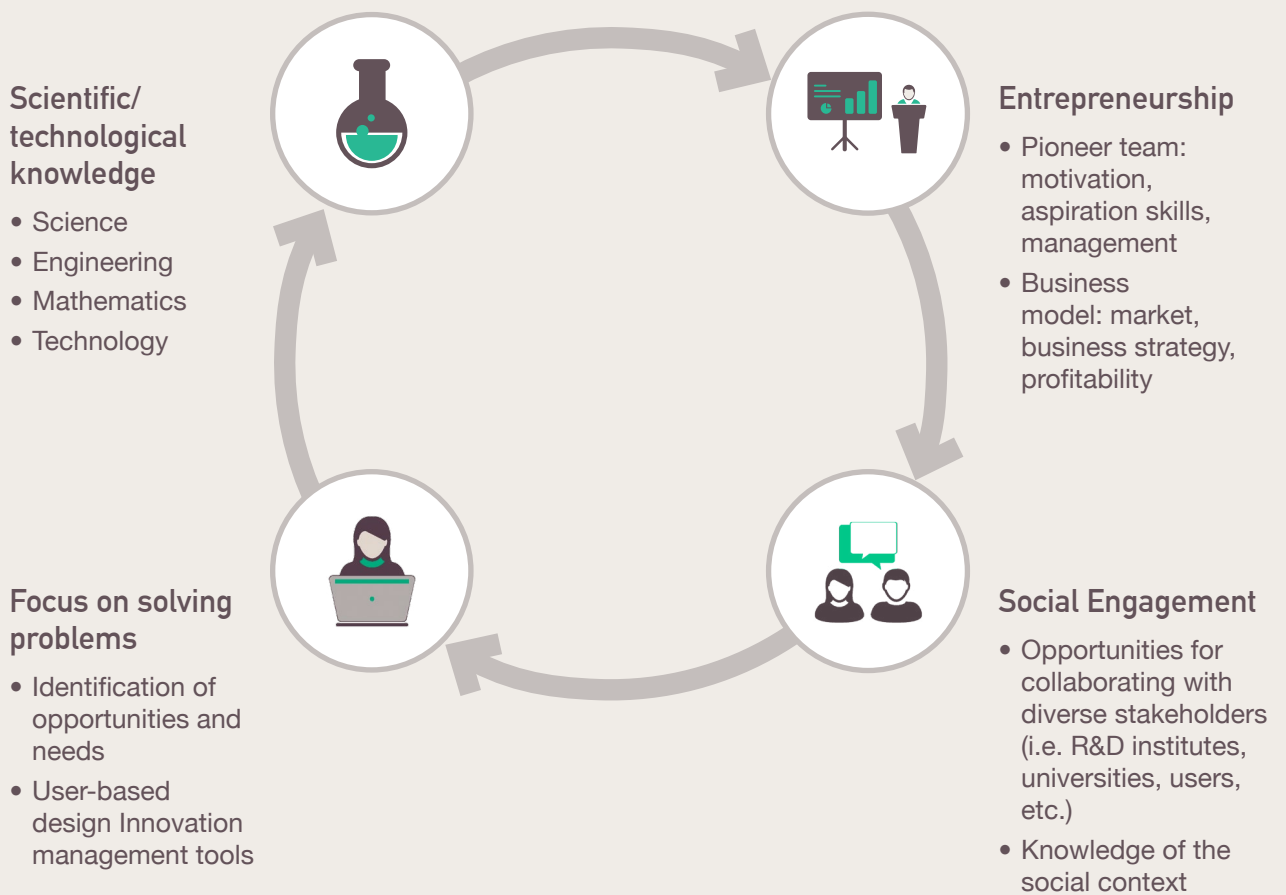 Scientific/
technological
knowledge
• Science
• Engineering
• Mathematics
• Technology
Entrepreneurship
• Pioneer team:
motivation,
aspiration skills,
management
• Business
model: market,
business strategy,
profitability
Focus on solving
problems
• Identification of
opportunities and
needs
• User-based
design Innovation
management tools
Social Engagement
• Opportunities for
collaborating with
diverse stakeholders
(i.e. R&D institutes,
universities, users,
etc.)
• Knowledge of the
social context